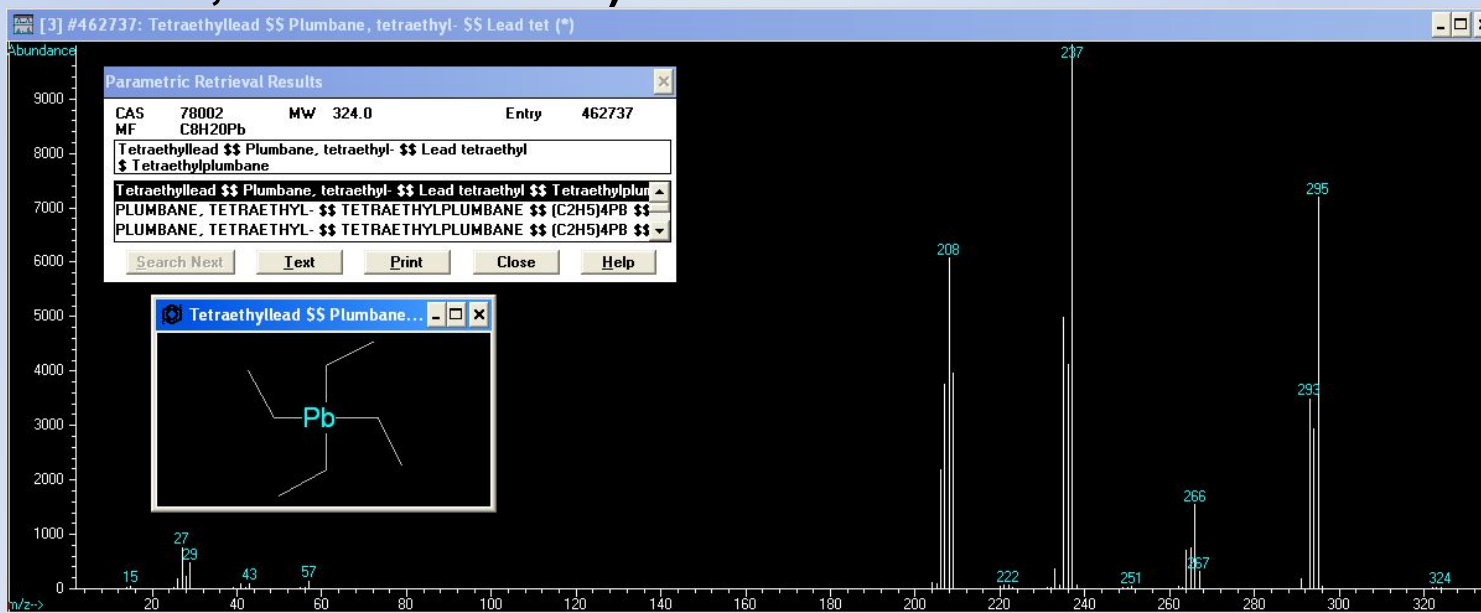 [3] #462737: Tetraethyllead $$ Plumbane, tetraethyl- $$ Lead tet (*)
Abundance
Parametric Retrieval Results
CAS 78002 MW 324.0 Entry 462737
MF C8H20Pb
Tetraethyllead $$ Plumbane, tetraethyl- $$ Lead tetraethyl
$ Tetraethylplumbane
Tetraethyllead $$ Plumbane, tetraethyl- $$ Lead tetraethyl $$ Tetraethylplum
PLUMBANE, TETRAETHYL- $$ TETRAETHYLPLUMBANE $$ (C2H5)4PB $$
PLUMBANE, TETRAETHYL- $$ TETRAETHYLPLUMBANE $$ (C2H5)4PB $$
Search Next Text Print Close Help
Tetraethyllead $$ Plumbane...
Pb
9000
8000
7000
6000
5000
4000
3000
2000
1000
0
15 27 29 43 57 208 222 237 251 266 267 293 295 324
m/z-->
20 40 60 80 100 120 140 160 180 200 220 240 260 280 300 320